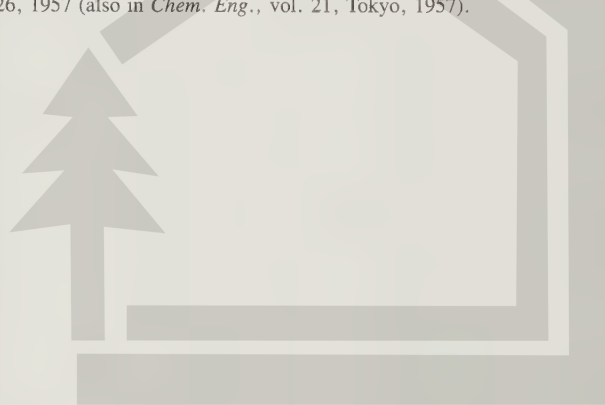 26, 1957 (also in Chem. Eng., vol. 21, Tokyo, 1957).